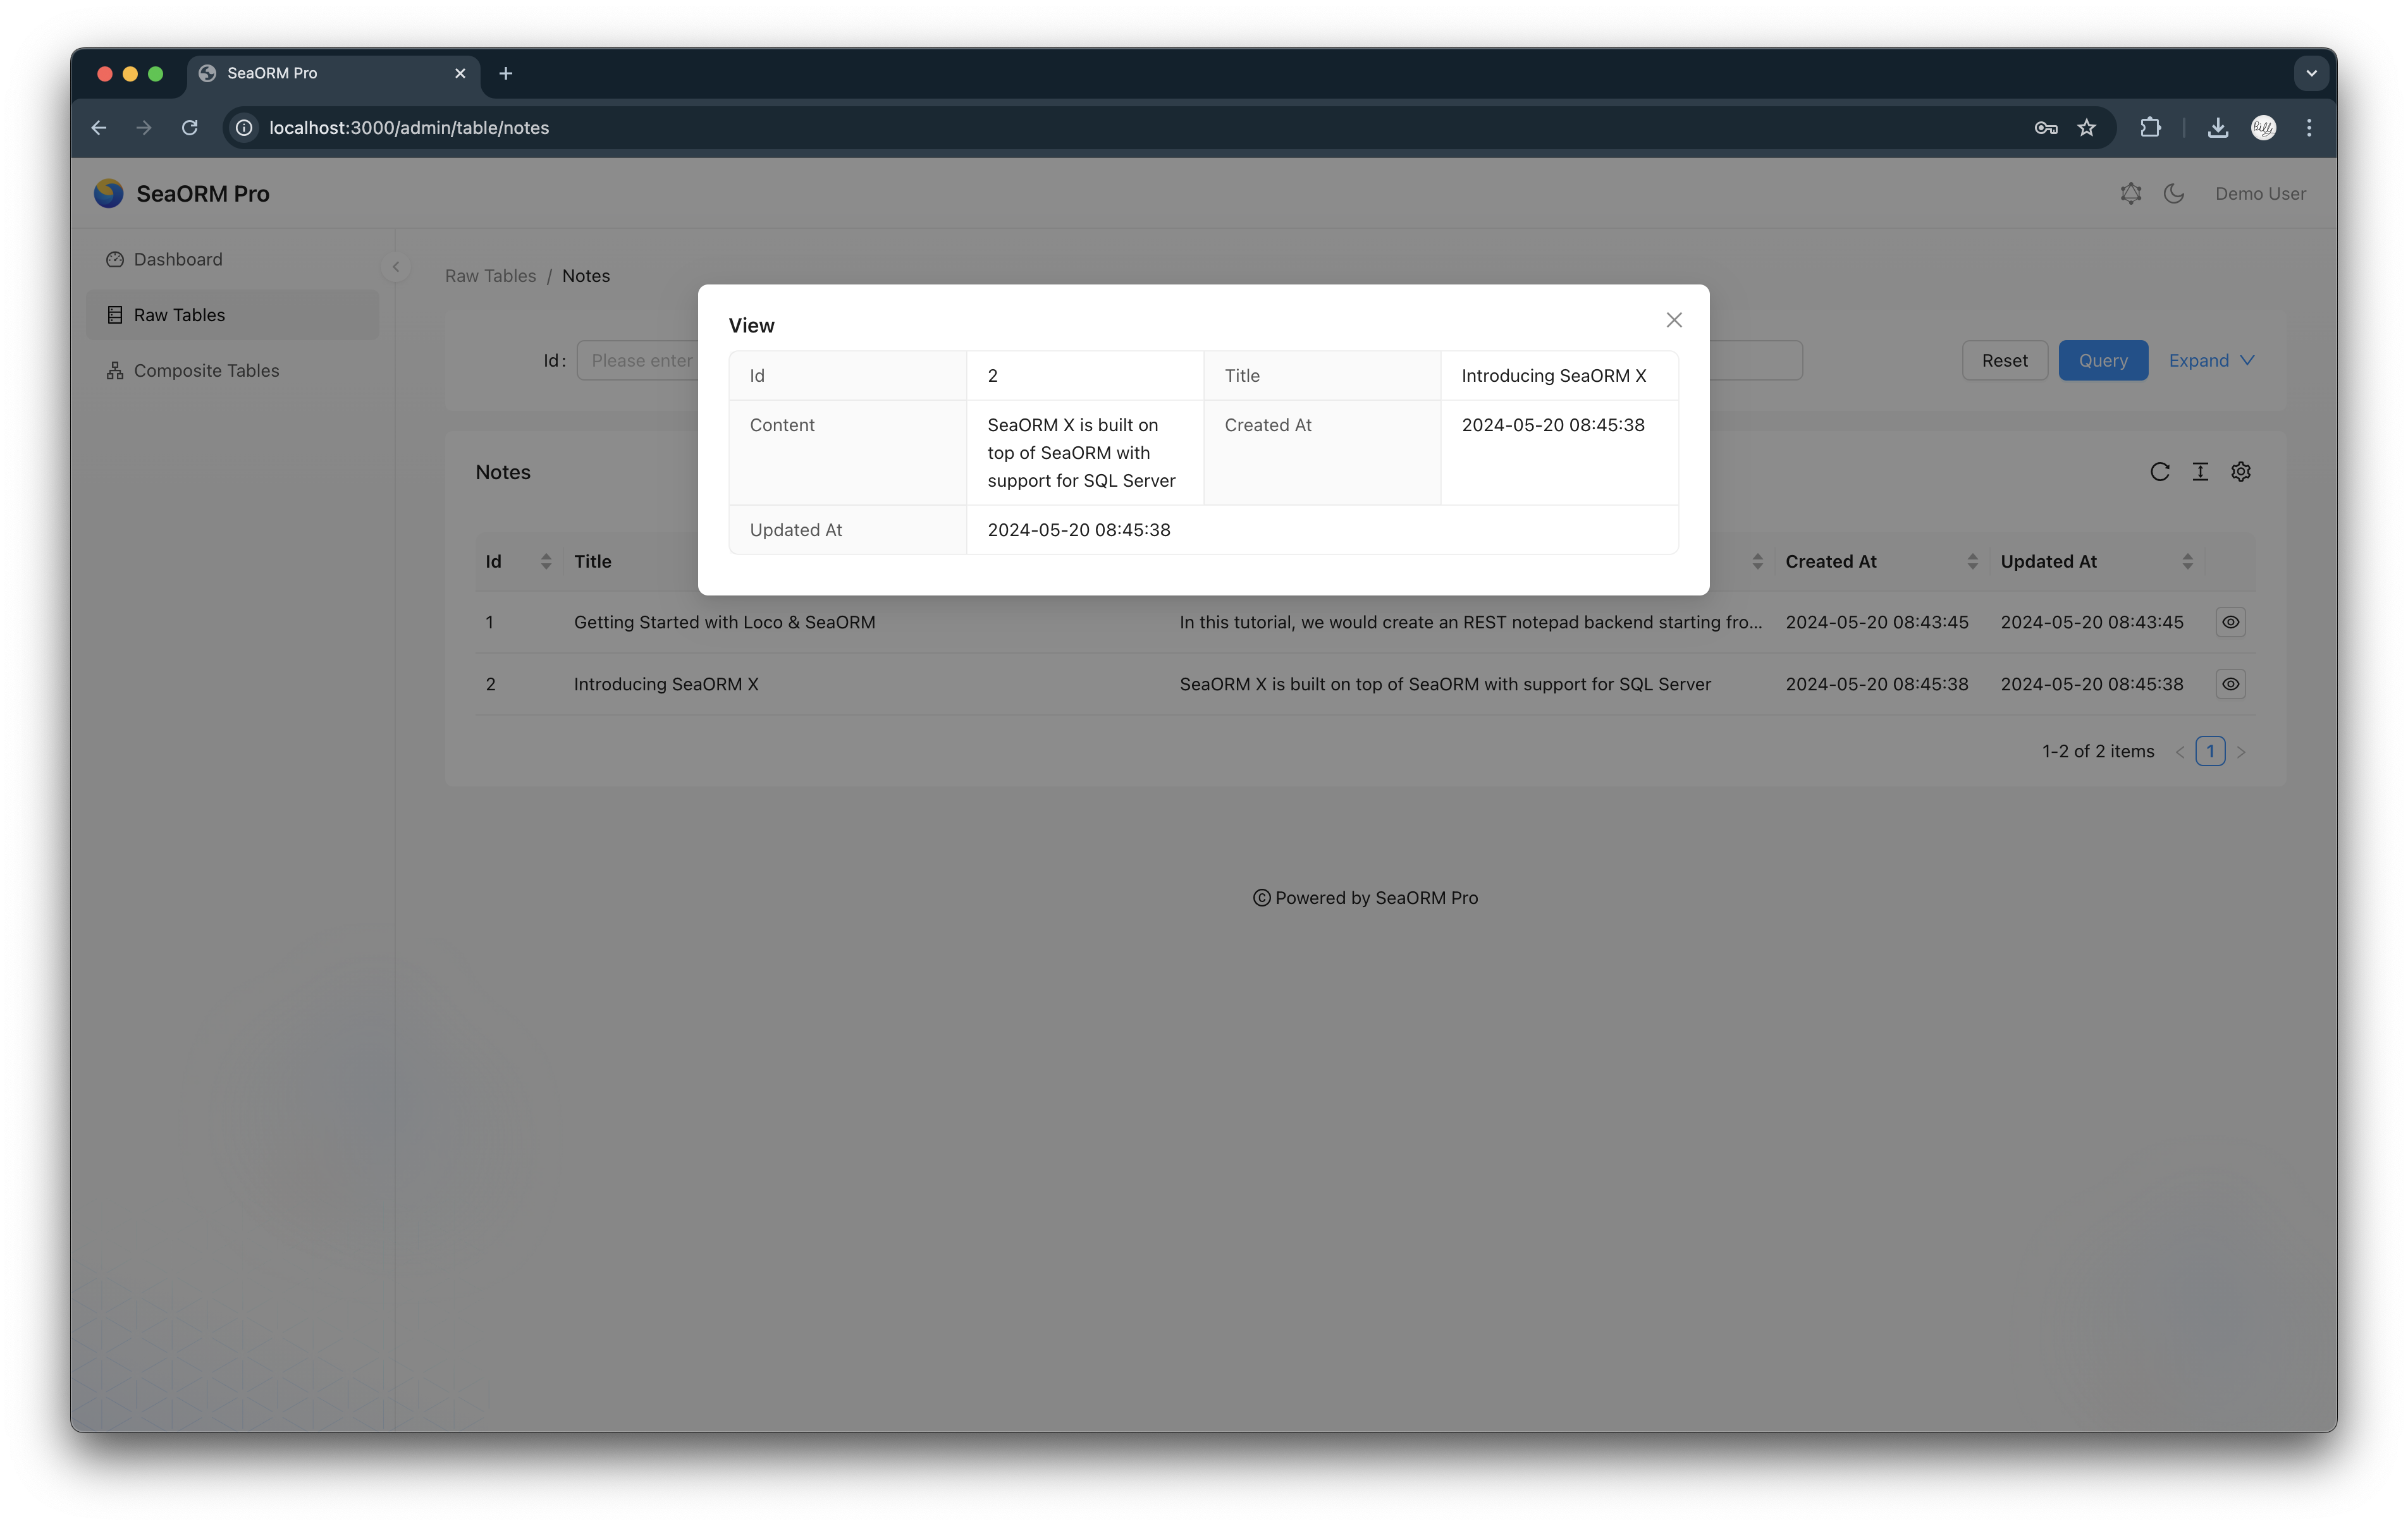 SeaORM Pro
localhost:3000/admin/table/notes
Billy
SeaORM Pro
Demo User
Dashboard
Raw Tables
Composite Tables
Raw Tables / Notes
Id: Please enter
Reset Query Expand
View
Id 2 Title Introducing SeaORM X
Content SeaORM X is built on Created At 2024-05-20 08:45:38
top of SeaORM with
support for SQL Server
Updated At 2024-05-20 08:45:38
Notes
Id Title Created At Updated At
1 Getting Started with Loco & SeaORM In this tutorial, we would create an REST notepad backend starting fro... 2024-05-20 08:43:45 2024-05-20 08:43:45
2 Introducing SeaORM X SeaORM X is built on top of SeaORM with support for SQL Server 2024-05-20 08:45:38 2024-05-20 08:45:38
1-2 of 2 items < 1 >
© Powered by SeaORM Pro